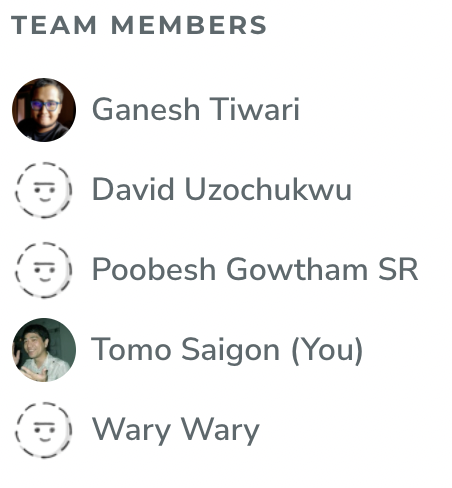 TEAM MEMBERS
Ganesh Tiwari
David Uzochukwu
Poobesh Gowtham SR
Tomo Saigon (You)
Wary Wary